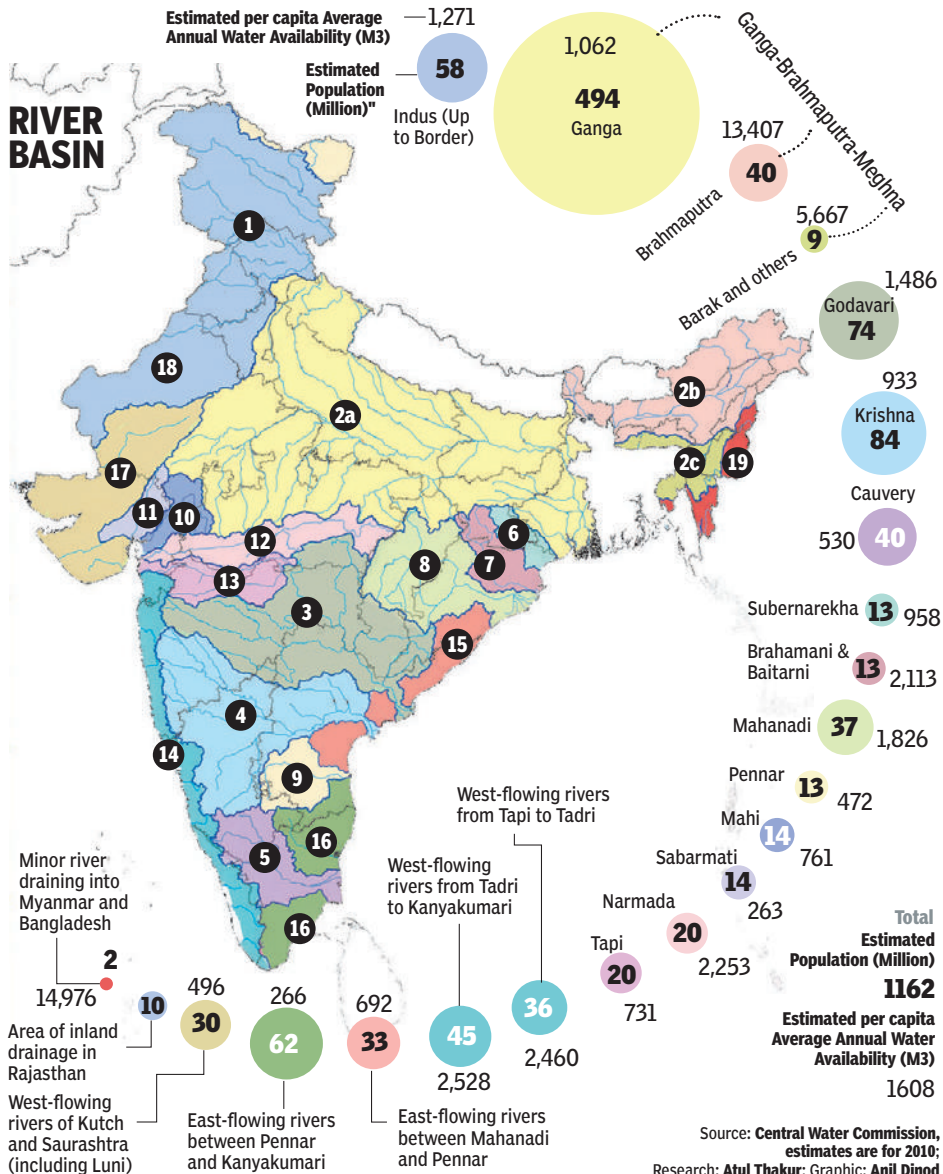 Estimated per capita Average
Annual Water Availability (M3)
1,271
Estimated
Population
(Million)"
58
Indus (Up
to Border)
RIVER
BASIN
1,062
494
Ganga
Ganga-Brahmaputra-Meghna
13,407
40
Brahmaputra
5,667
9
Barak and others
1,486
Godavari
74
933
Krishna
84
Cauvery
530
40
Subernarekha
13
958
Brahamani &
Baitarni
13
2,113
Mahanadi
37
1,826
Pennar
13
472
Mahi
14
761
Sabarmati
14
263
Narmada
20
2,253
Tapi
20
731
1
18
2a
2b
17
2c
19
11
10
12
6
8
7
13
3
15
4
14
9
16
5
16
West-flowing rivers
from Tapi to Tadri
36
2,460
West-flowing
rivers from Tadri
to Kanyakumari
45
2,528
Minor river
draining into
Myanmar and
Bangladesh
2
14,976
10
Area of inland
drainage in
Rajasthan
496
30
West-flowing
rivers of Kutch
and Saurashtra
(including Luni)
266
62
East-flowing rivers
between Pennar
and Kanyakumari
692
33
East-flowing rivers
between Mahanadi
and Pennar
Total
Estimated
Population (Million)
1162
Estimated per capita
Average Annual Water
Availability (M3)
1608
Source: Central Water Commission,
estimates are for 2010;
Research: Atul Thakur; Graphic: Anil Dinod